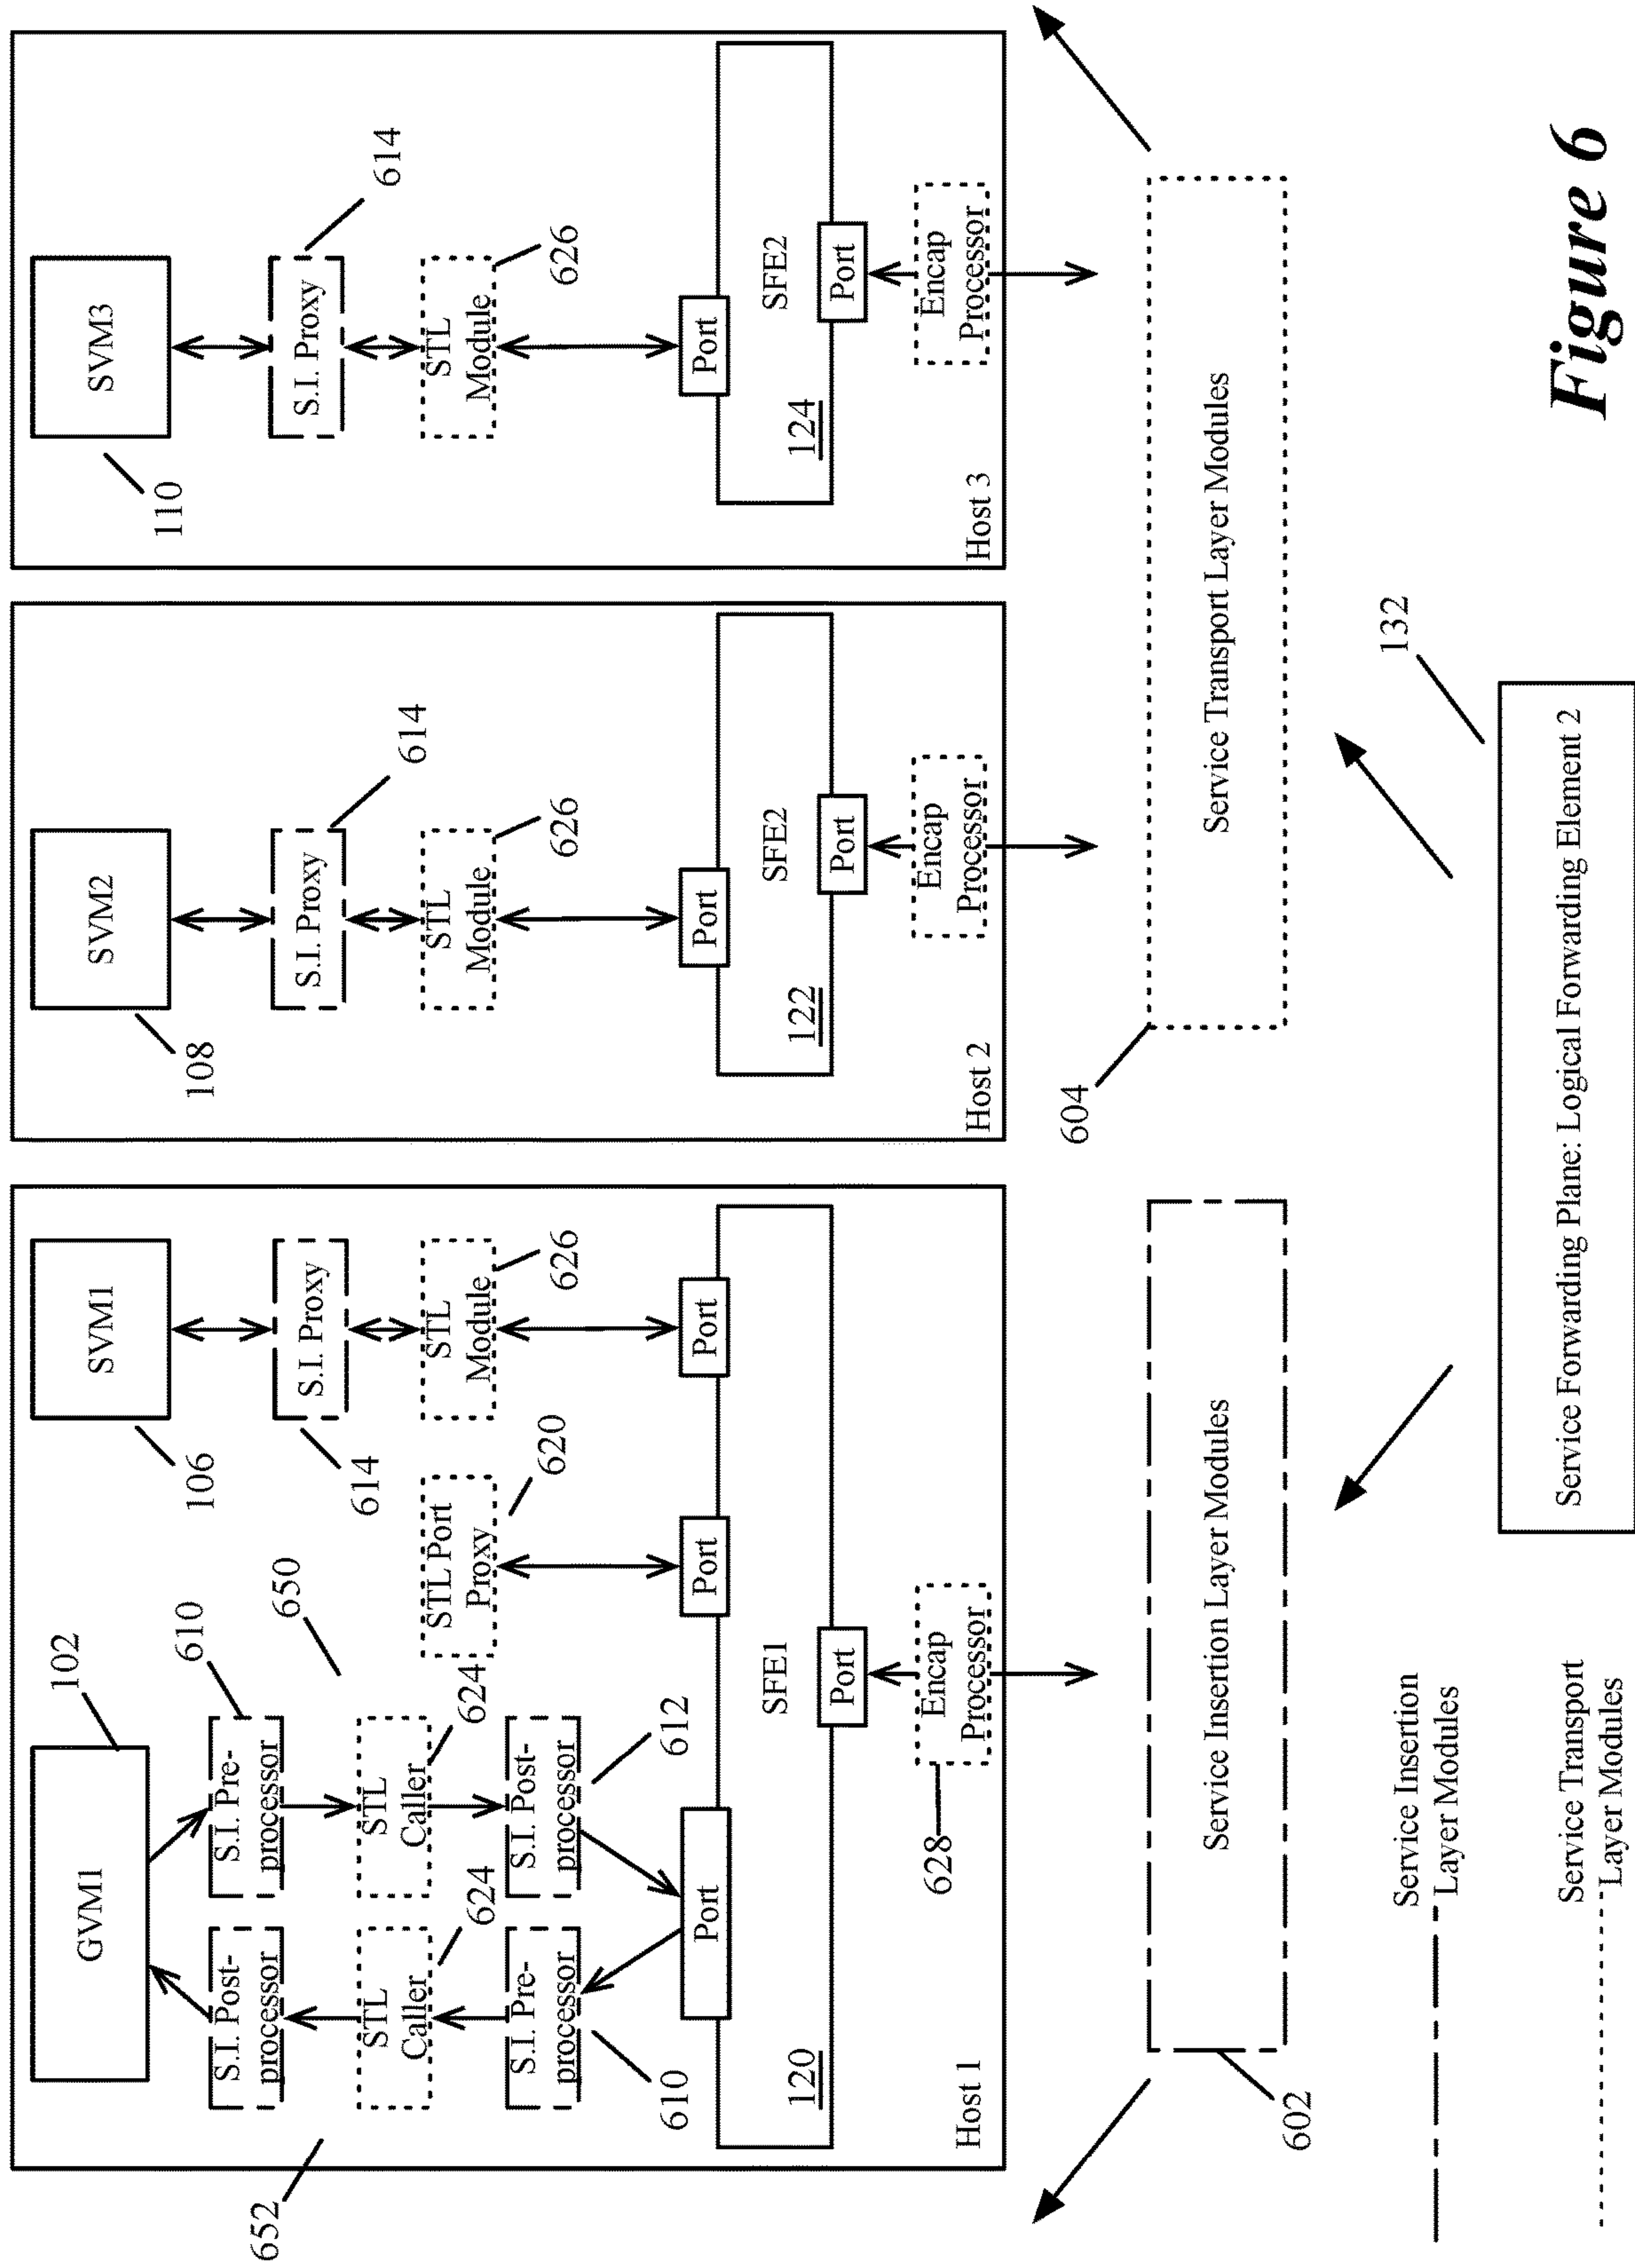 GVM1
102
SVM1
106
SVM2
108
SVM3
110
S.I. Post-
processor
S.I. Pre-
processor
610
650
652
STL
Caller
624
STL
Caller
624
S.I. Pre-
processor
610
S.I. Post-
processor
612
STL Port
Proxy
620
S.I. Proxy
614
STL
Module
626
S.I. Proxy
614
STL
Module
626
S.I. Proxy
614
STL
Module
626
Port
Port
Port
120
SFE1
Port
Port
122
SFE2
Port
Port
124
SFE2
Port
628
Encap
Processor
Encap
Processor
Encap
Processor
Host 1
Host 2
Host 3
602
Service Insertion Layer Modules
604
Service Transport Layer Modules
132
Service Forwarding Plane: Logical Forwarding Element 2
Service Insertion
Layer Modules
Service Transport
Layer Modules
Figure 6